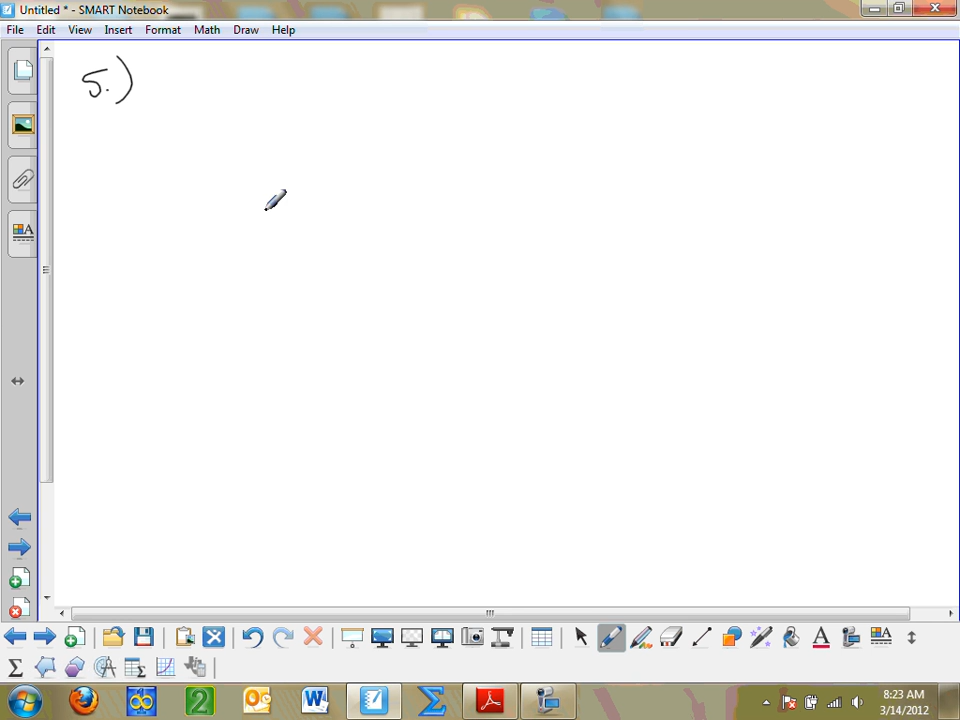 Untitled * - SMART Notebook
File Edit View Insert Format Math Draw Help
5.)
8:23 AM
3/14/2012